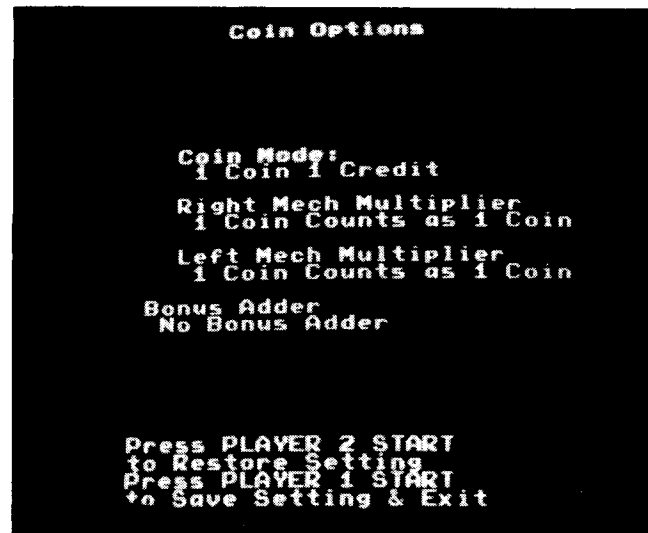 Coin Options
Coin Mode:
1 Coin 1 Credit
Right Mech Multiplier
1 Coin Counts as 1 Coin
Left Mech Multiplier
1 Coin Counts as 1 Coin
Bonus Adder
No Bonus Adder
Press PLAYER 2 START
to Restore Setting
Press PLAYER 1 START
to Save Setting & Exit